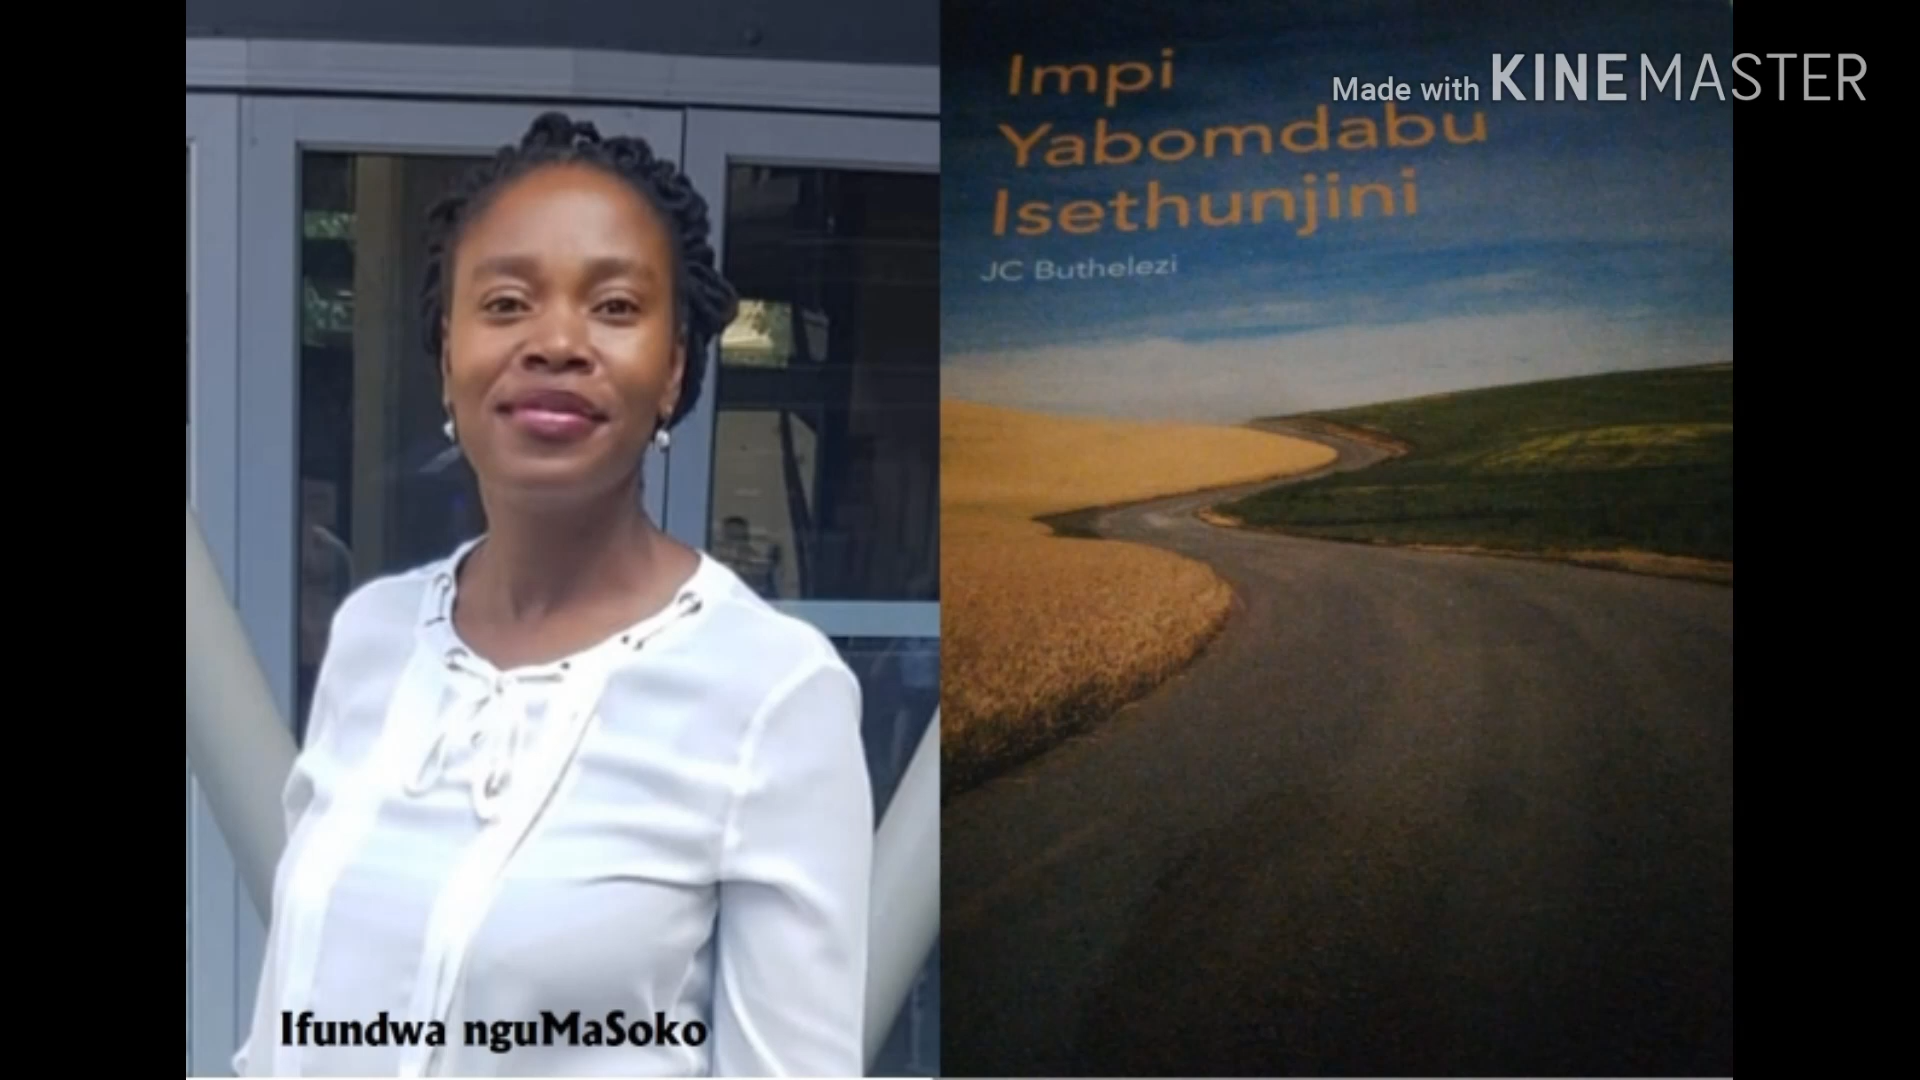 Impi
Yabomdabu
Isethunjini
JC Buthelezi
Made with KINEMASTER
Ifundwa nguMaSoko